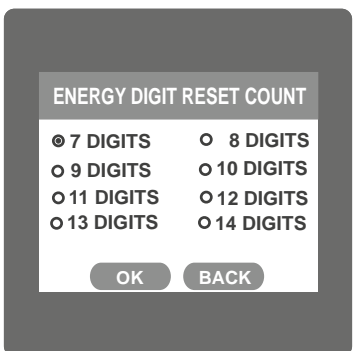 ENERGY DIGIT RESET COUNT
7 DIGITS 8 DIGITS
9 DIGITS 10 DIGITS
11 DIGITS 12 DIGITS
13 DIGITS 14 DIGITS
OK BACK